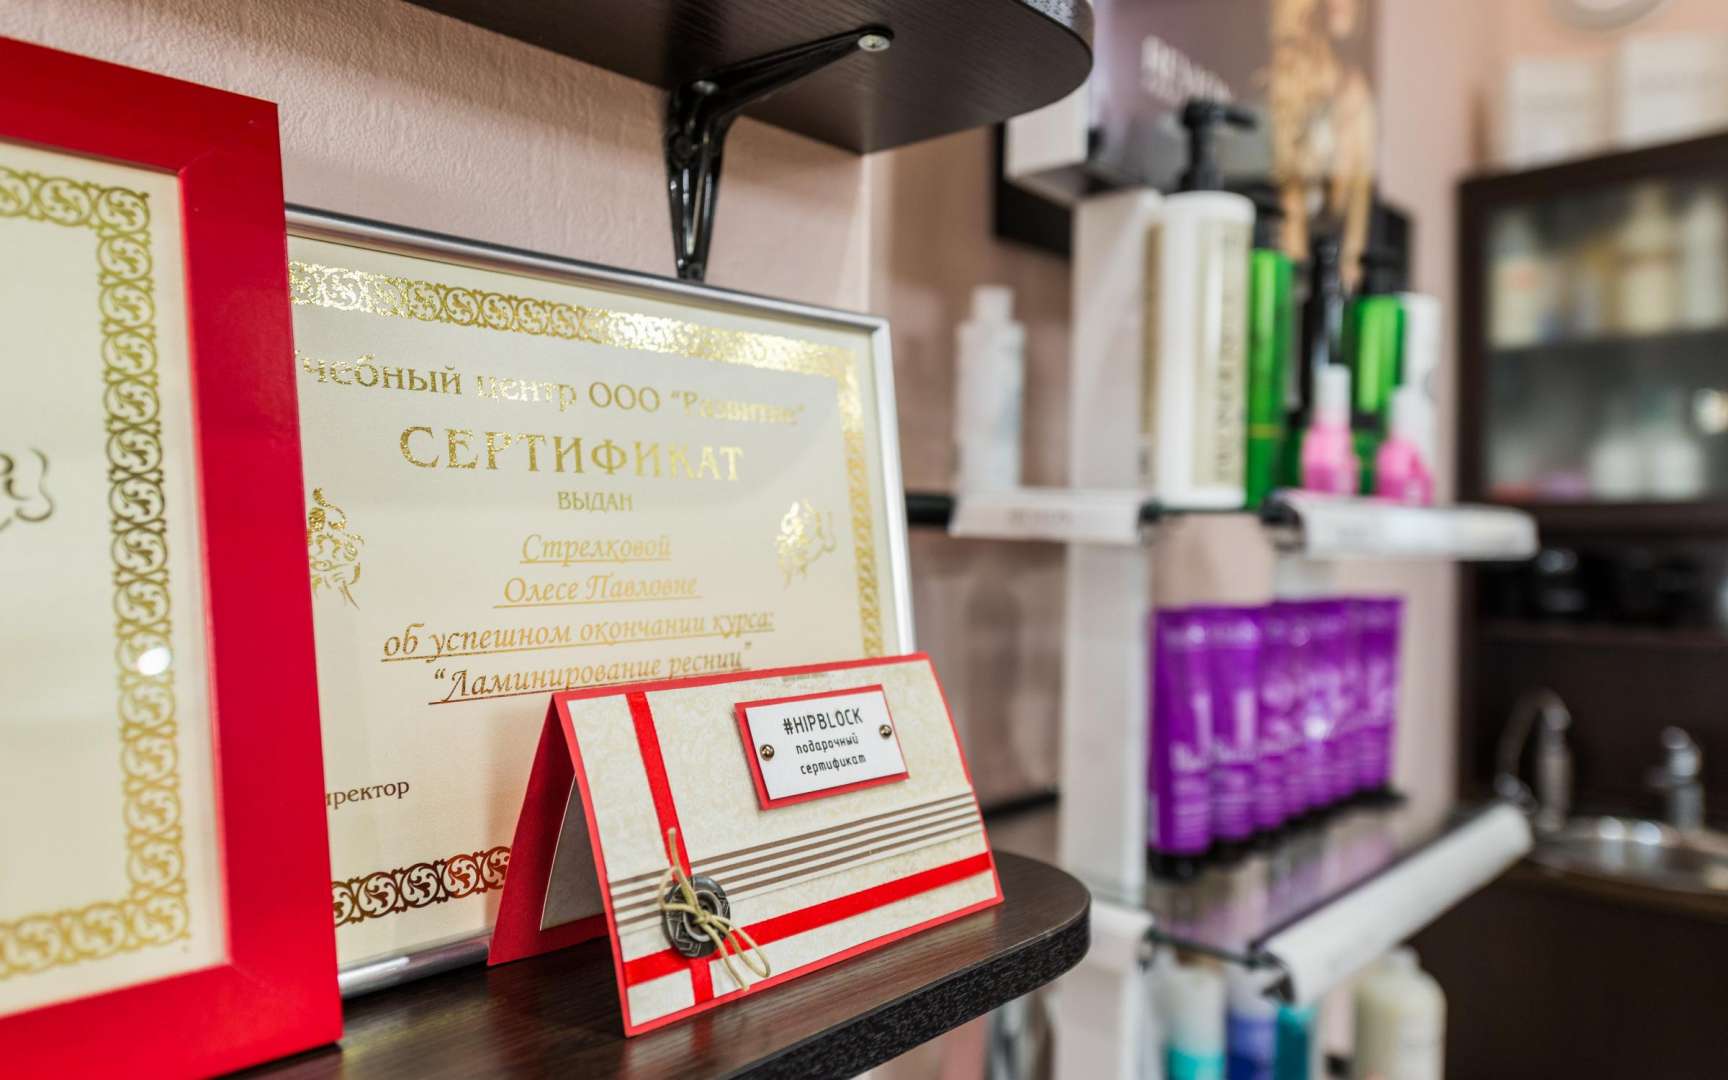 чебный центр ООО "Развитие"
СЕРТИФИКАТ
ВЫДАН
Стрелковой
Олесе Павловне
об успешном окончании курса:
"Ламинирование ресниц"
иректор
#HIPBLOCK
подарочный
сертификат